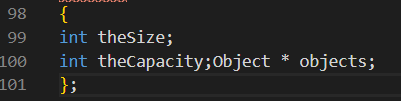 98 {
99 int theSize;
100 int theCapacity;Object * objects;
101 };